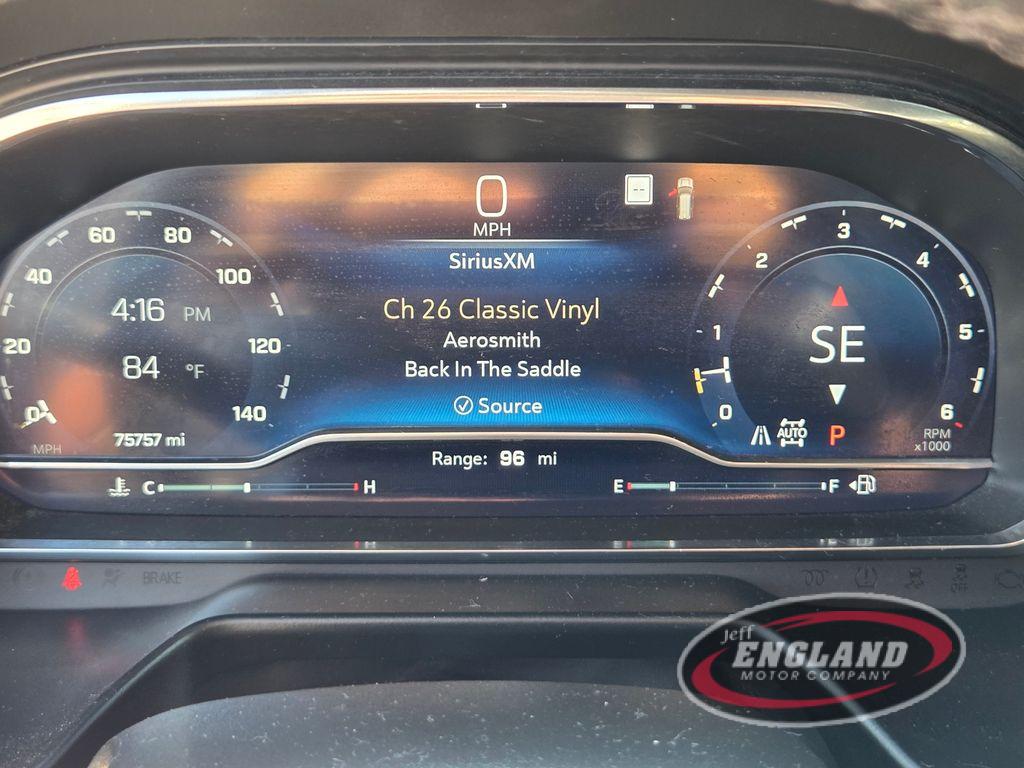 0
MPH
SiriusXM
Ch 26 Classic Vinyl
Aerosmith
Back In The Saddle
Source
0 20 40 60 80 100 120 140
4:16 PM
84 °F
MPH
75757 mi
0 1 2 3 4 5 6
SE
AUTO P
RPM
x1000
Range: 96 mi
C H
E F
BRAKE
Jeff
ENGLAND
MOTOR COMPANY